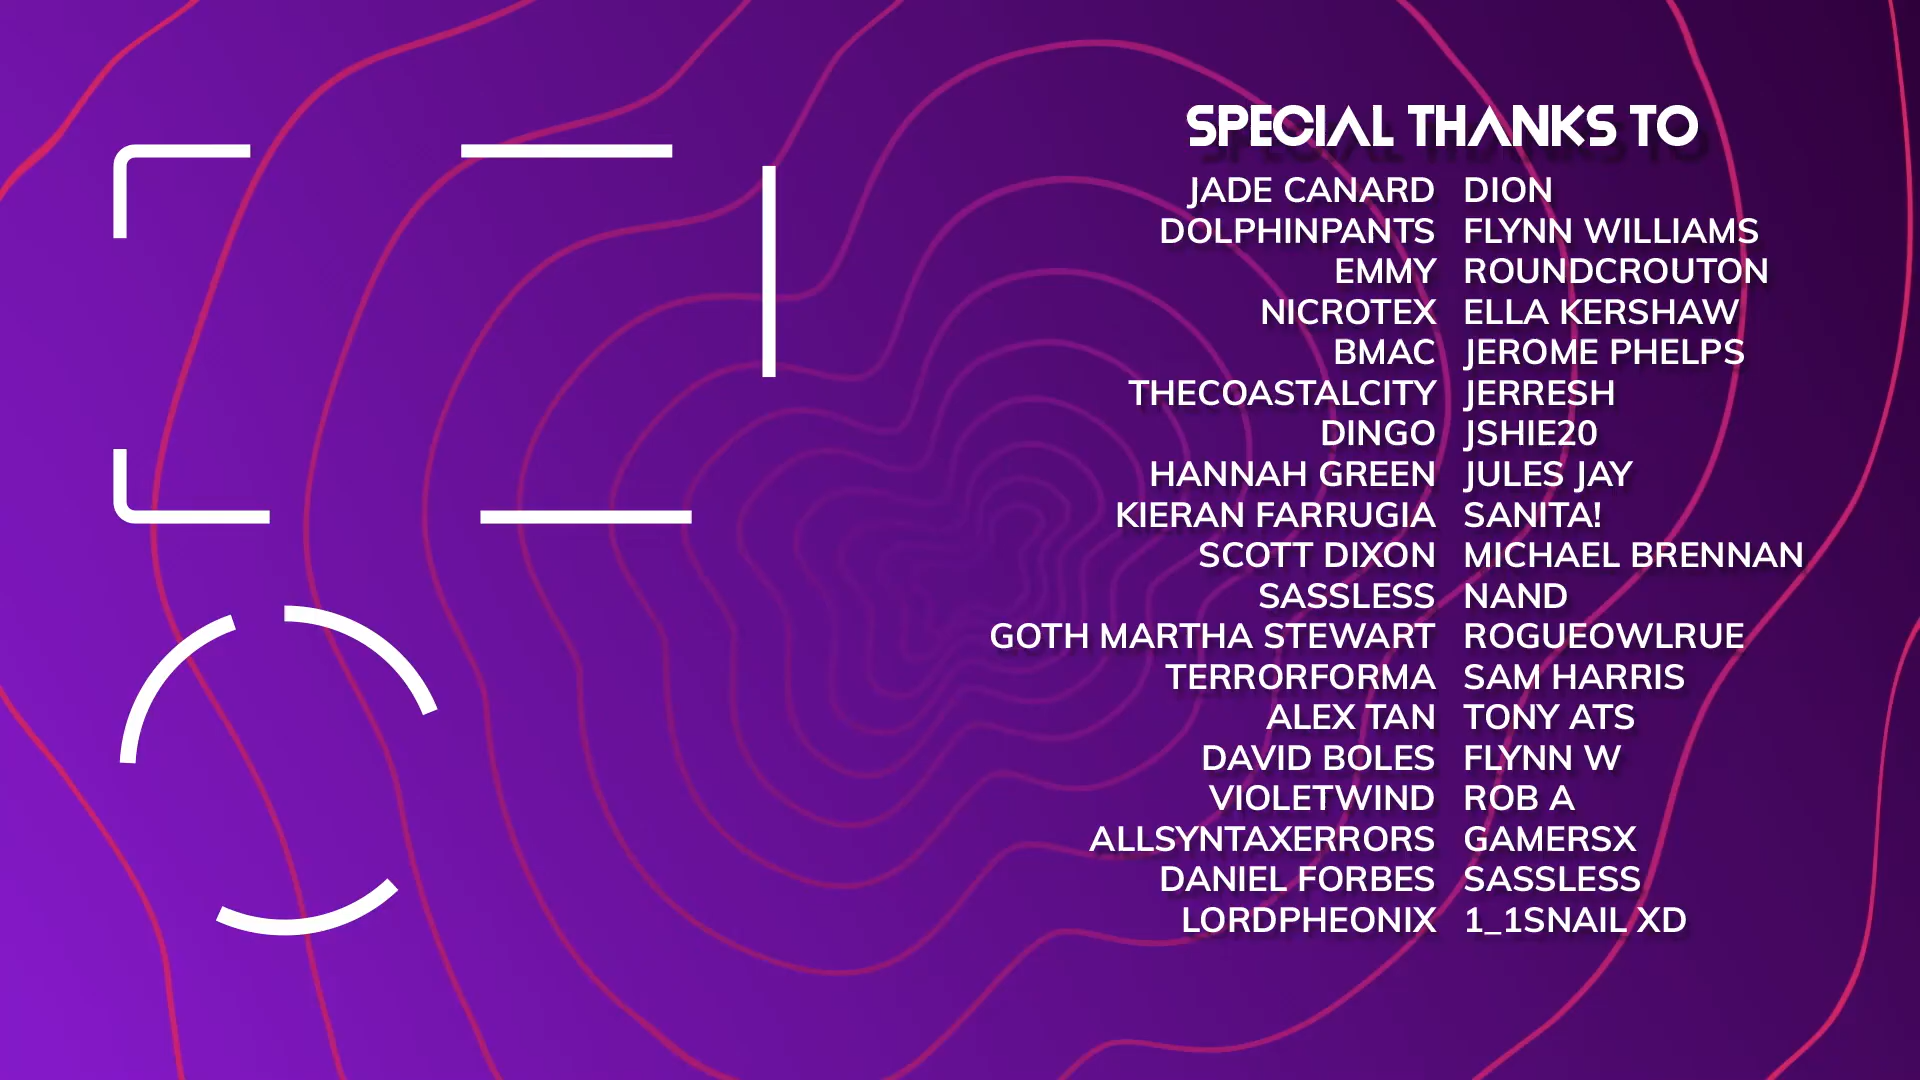 SPECIAL THANKS TO
JADE CANARD DION
DOLPHINPANTS FLYNN WILLIAMS
EMMY ROUNDCROUTON
NICROTEX ELLA KERSHAW
BMAC JEROME PHELPS
THECOASTALCITY JERRESH
DINGO JSHIE20
HANNAH GREEN JULES JAY
KIERAN FARRUGIA SANITA!
SCOTT DIXON MICHAEL BRENNAN
SASSLESS NAND
GOTH MARTHA STEWART ROGUEOWLRUE
TERRORFORMA SAM HARRIS
ALEX TAN TONY ATS
DAVID BOLES FLYNN W
VIOLETWIND ROB A
ALLSYNTAXERRORS GAMERSX
DANIEL FORBES SASSLESS
LORDPHEONIX 1_1SNAIL XD